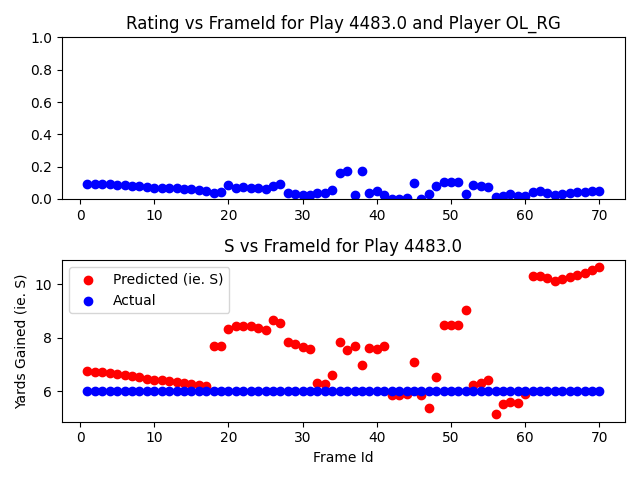 Rating vs FrameId for Play 4483.0 and Player OL_RG
1.0
0.8
0.6
0.4
0.2
0.0
0 10 20 30 40 50 60 70
S vs FrameId for Play 4483.0
Predicted (ie. S)
Actual
Yards Gained (ie. S)
10
8
6
0 10 20 30 40 50 60 70
Frame Id